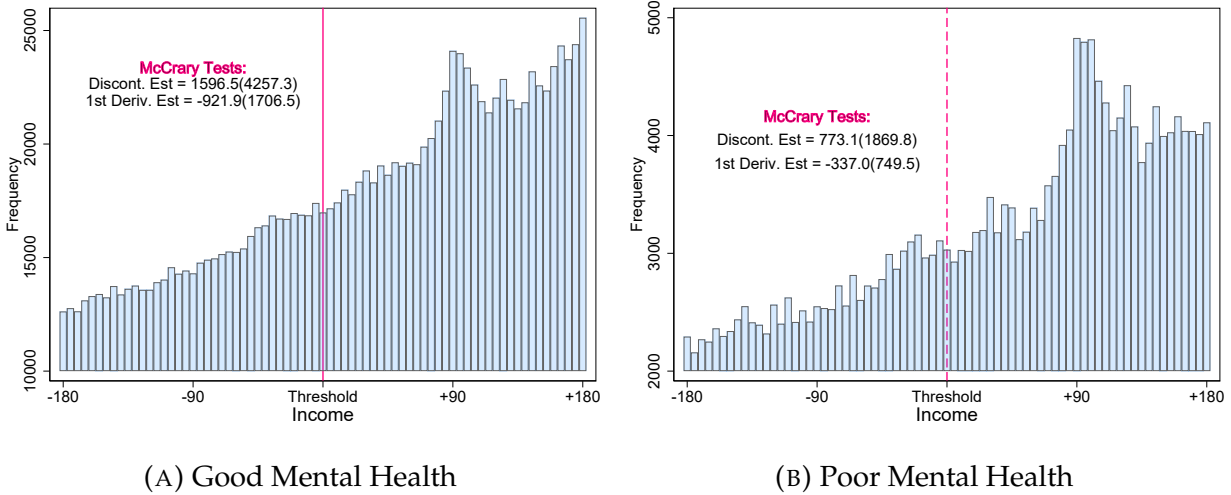 McCrary Tests:
Discont. Est = 1596.5(4257.3)
1st Deriv. Est = -921.9(1706.5)
Frequency
25000
20000
15000
10000
-180
-90
Threshold
+90
+180
Income
(A) Good Mental Health
McCrary Tests:
Discont. Est = 773.1(1869.8)
1st Deriv. Est = -337.0(749.5)
Frequency
5000
4000
3000
2000
-180
-90
Threshold
+90
+180
Income
(B) Poor Mental Health